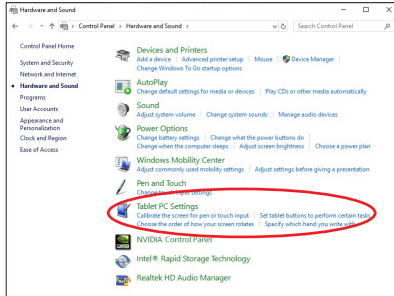 Hardware and Sound
Control Panel > Hardware and Sound >
Search Control Panel
Control Panel Home
System and Security
Network and Internet
Hardware and Sound
Programs
User Accounts
Appearance and
Personalization
Clock and Region
Ease of Access
Devices and Printers
Add a device | Advanced printer setup | Mouse | Device Manager |
Change Windows To Go startup options
AutoPlay
Change default settings for media or devices | Play CDs or other media automatically
Sound
Adjust system volume | Change system sounds | Manage audio devices
Power Options
Change battery settings | Change what the power buttons do |
Change when the computer sleeps | Adjust screen brightness | Choose a power plan
Windows Mobility Center
Adjust commonly used mobility settings | Adjust settings before giving a presentation
Pen and Touch
Change touch input settings
Tablet PC Settings
Calibrate the screen for pen or touch input | Set tablet buttons to perform certain tasks
Choose the order of how your screen rotates | Specify which hand you write with
NVIDIA Control Panel
Intel® Rapid Storage Technology
Realtek HD Audio Manager